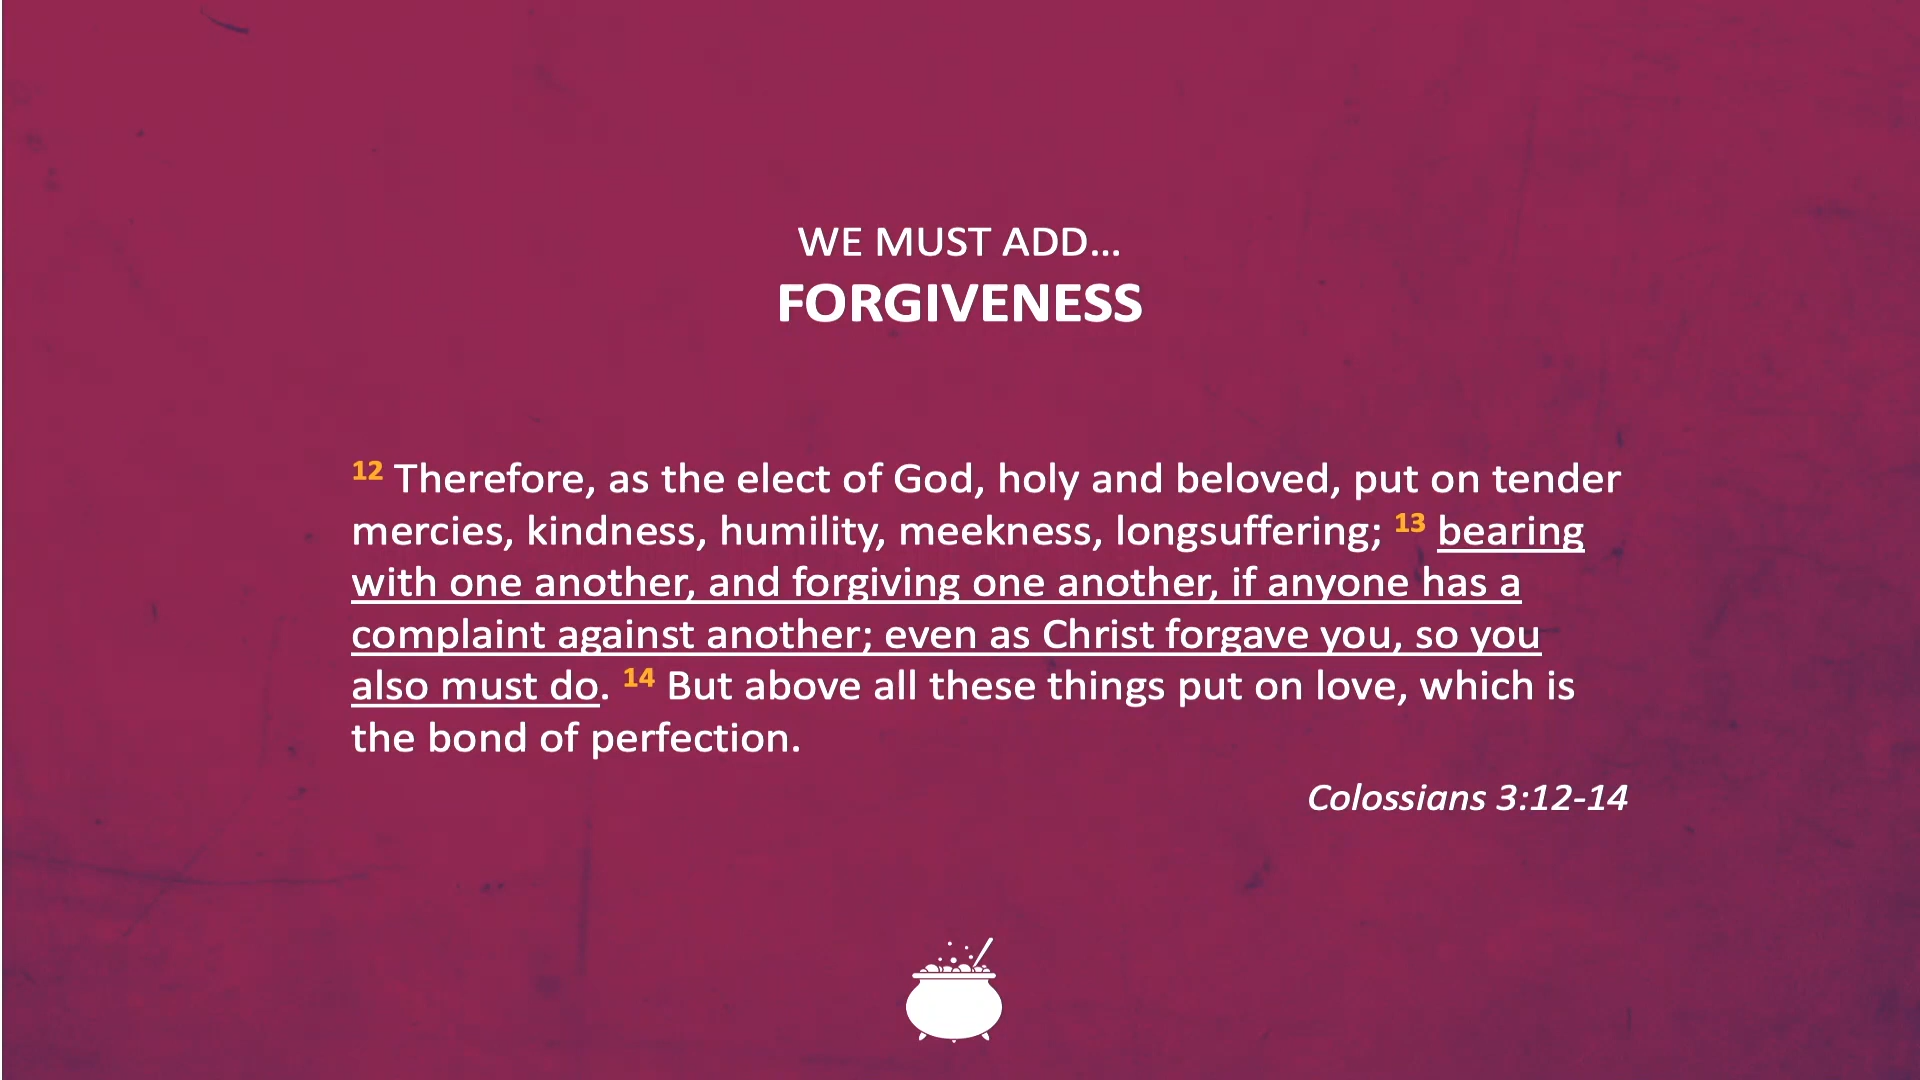 WE MUST ADD...
FORGIVENESS
12 Therefore, as the elect of God, holy and beloved, put on tender
mercies, kindness, humility, meekness, longsuffering; 13 bearing
with one another, and forgiving one another, if anyone has a
complaint against another; even as Christ forgave you, so you
also must do. 14 But above all these things put on love, which is
the bond of perfection.
Colossians 3:12-14